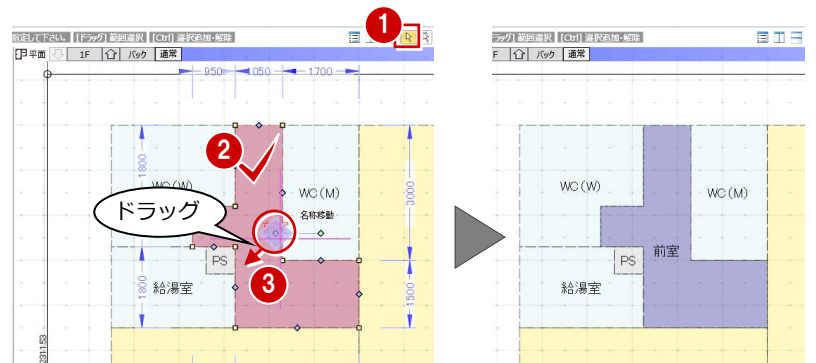 1
指定して下さい。 [[ドラッグ] 範囲選択 [Ctrl] 選択追加・解除
平面 1F バック 通常
950 1050 1700
1800
2
WC(W)
WC(M)
3000
ドラッグ
名称移動
PS
3
1800
給湯室
1500
2311.53
[ドラッグ] 範囲選択 [Ctrl] 選択追加・解除
F バック 通常
WC(W)
WC(M)
前室
PS
給湯室